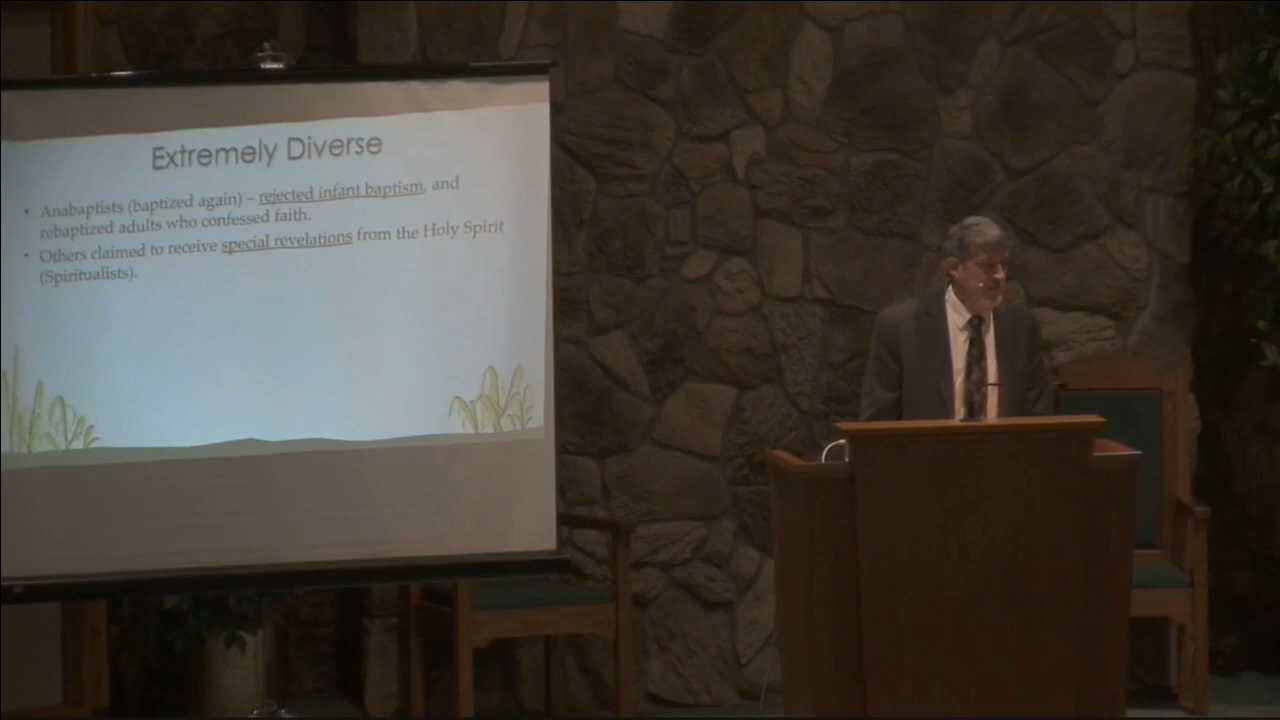 Extremely Diverse
• Anabaptists (baptized again) – rejected infant baptism, and
rebaptized adults who confessed faith.
• Others claimed to receive special revelations from the Holy Spirit
(Spiritualists).